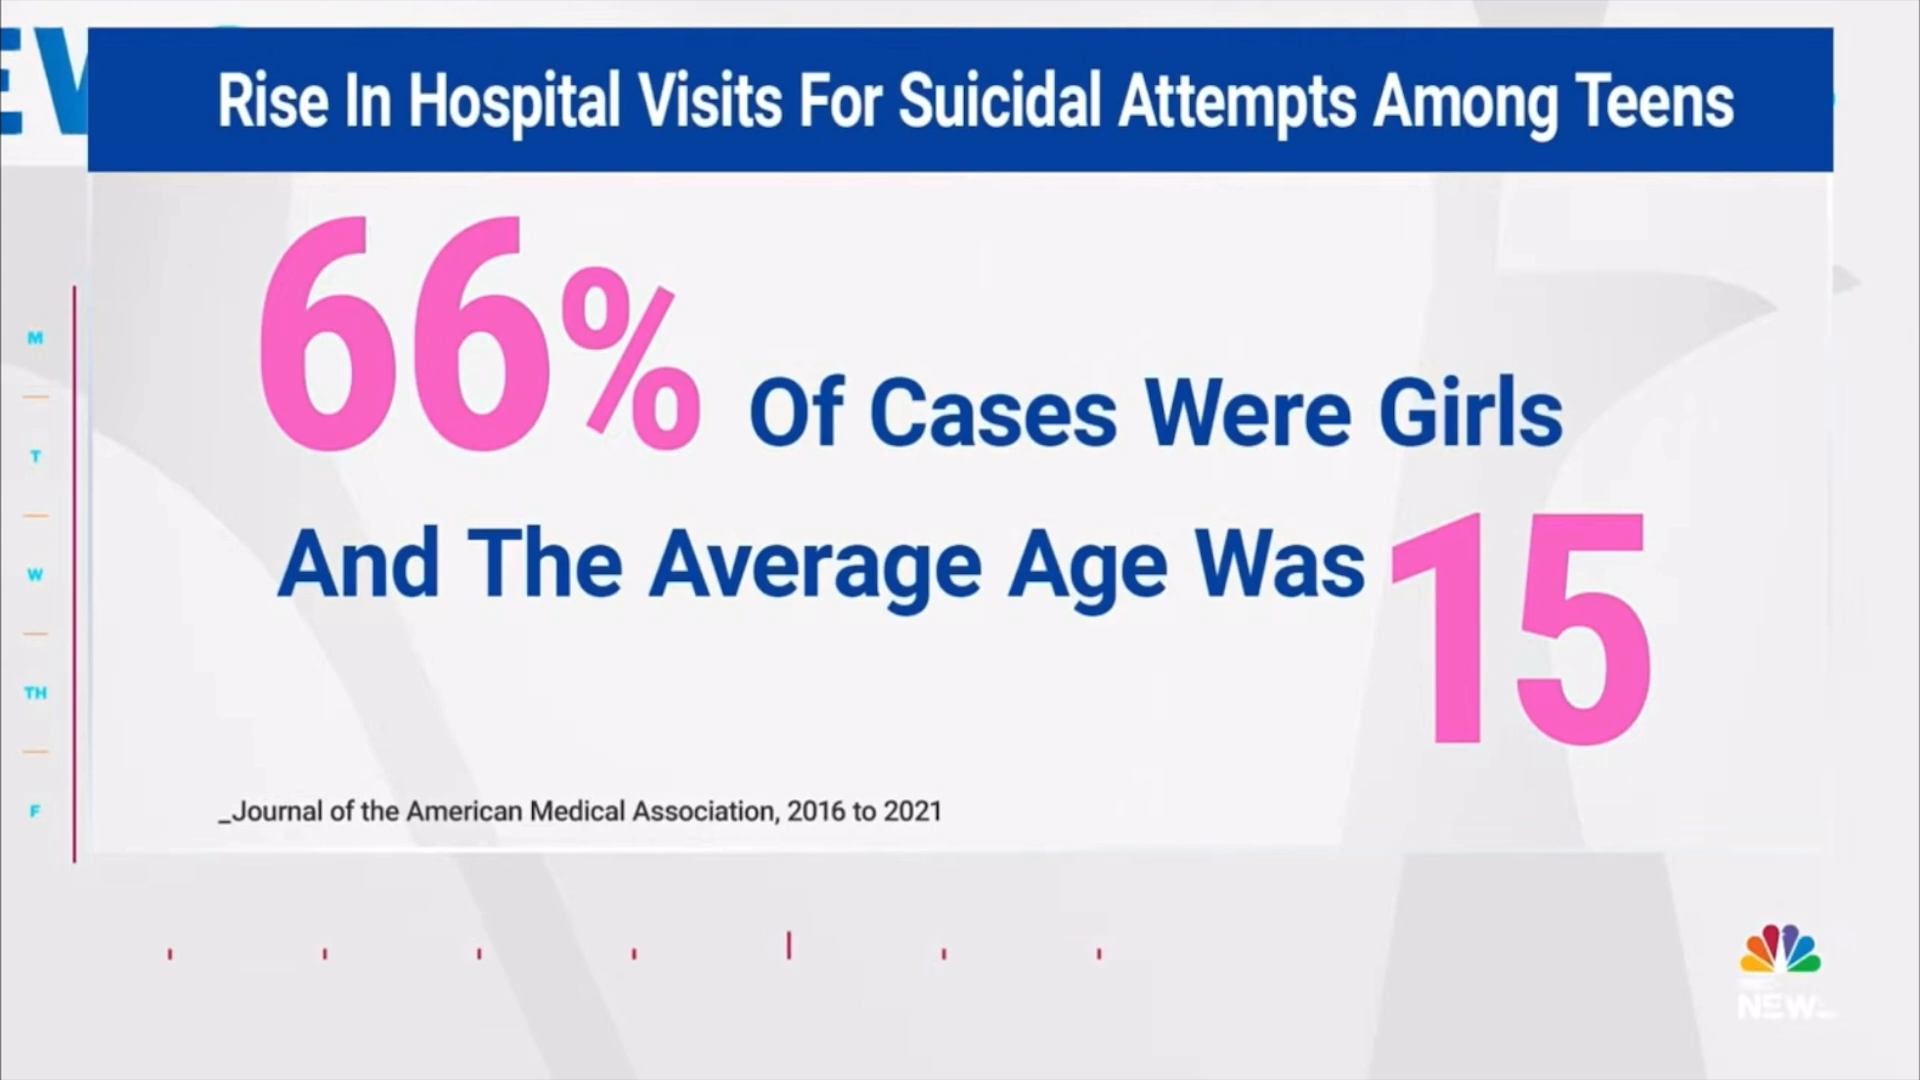 Rise In Hospital Visits For Suicidal Attempts Among Teens
66% Of Cases Were Girls
And The Average Age Was 15
_Journal of the American Medical Association, 2016 to 2021
M
T
W
TH
F